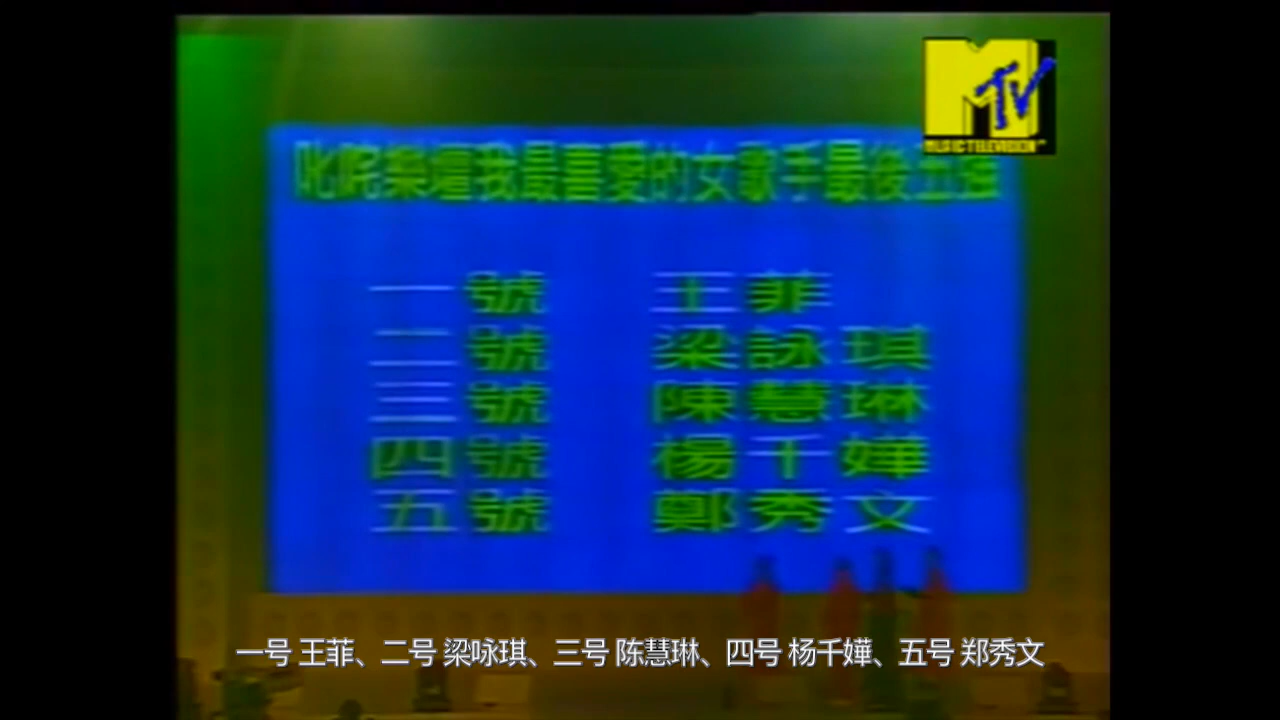 MTV
MUSIC TELEVISION™
叱咤樂壇我最喜愛的女歌手最後五強
一號 王菲
二號 梁詠琪
三號 陳慧琳
四號 楊千嬅
五號 鄭秀文
一号 王菲、二号 梁咏琪、三号 陈慧琳、四号 杨千嬅、五号 郑秀文